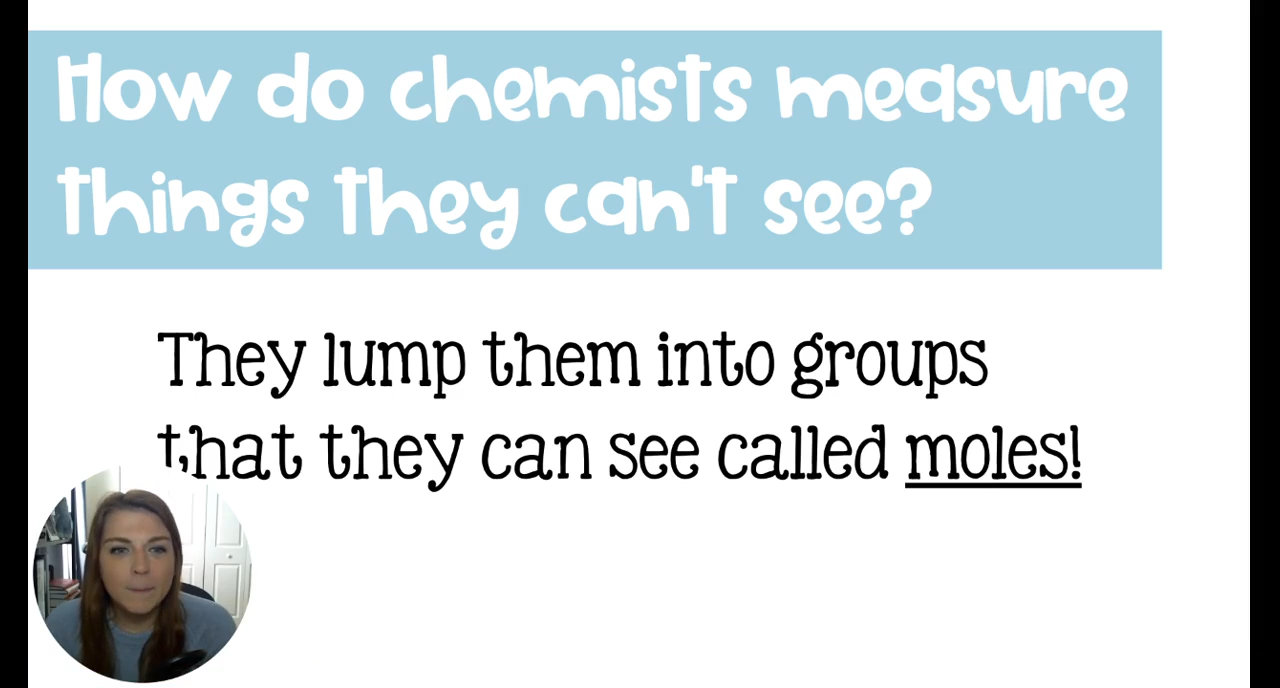 How do chemists measure
things they can't see?
They lump them into groups
that they can see called moles!